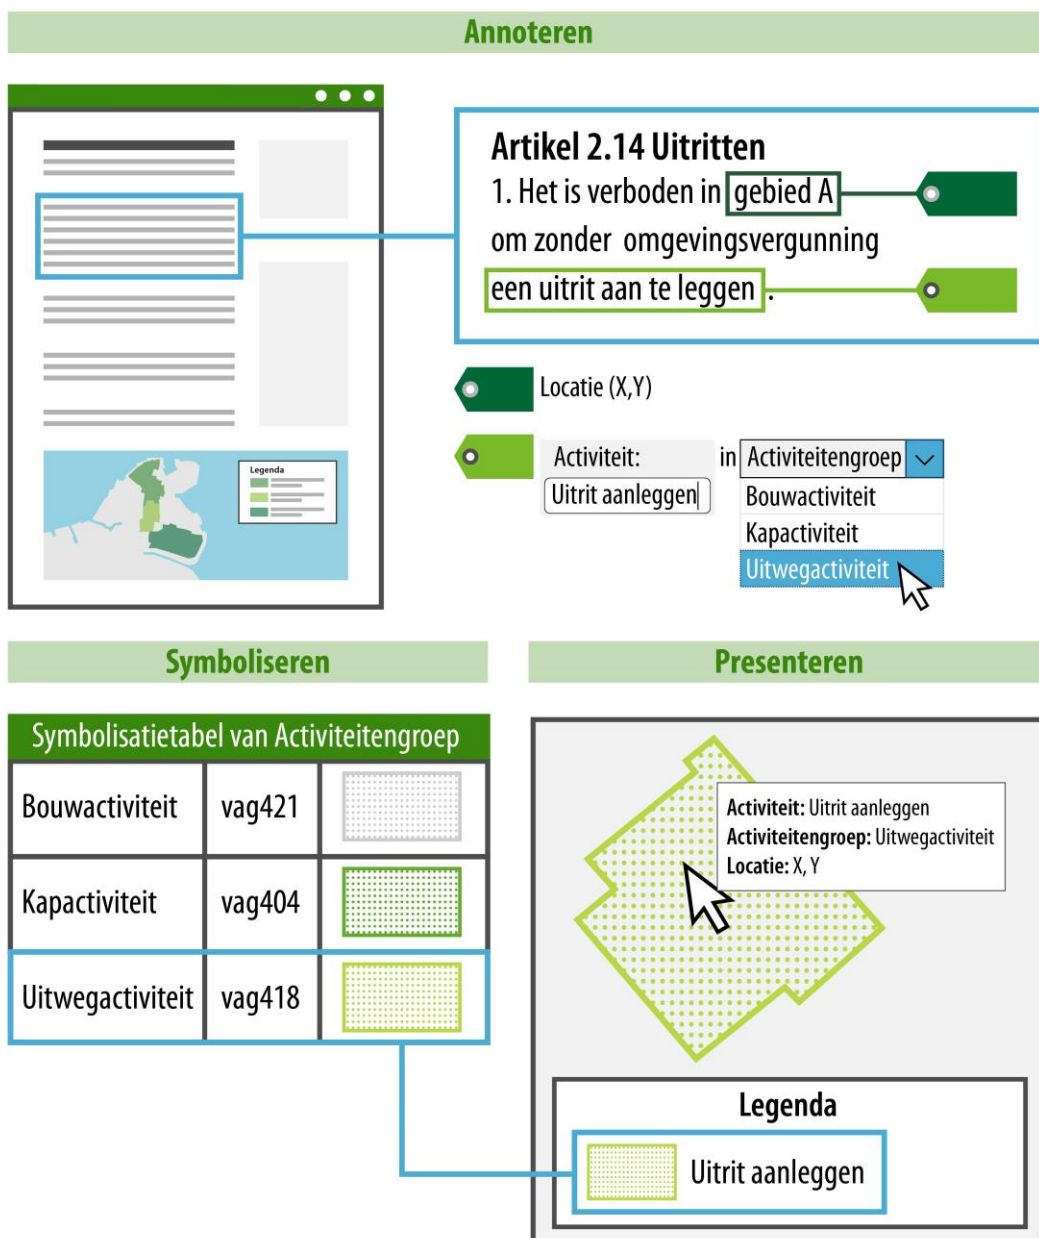 Annoteren
Artikel 2.14 Uitritten
1. Het is verboden in gebied A
om zonder omgevingsvergunning
een uitrit aan te leggen .
Legenda
Locatie (X,Y)
Activiteit: in Activiteitengroep
Uitrit aanleggen
Bouwactiviteit
Kapactiviteit
Uitwegactiviteit
Symboliseren
Symbolisatietabel van Activiteitengroep
Bouwactiviteit vag421
Kapactiviteit vag404
Uitwegactiviteit vag418
Presenteren
Activiteit: Uitrit aanleggen
Activiteitengroep: Uitwegactiviteit
Locatie: X, Y
Legenda
Uitrit aanleggen